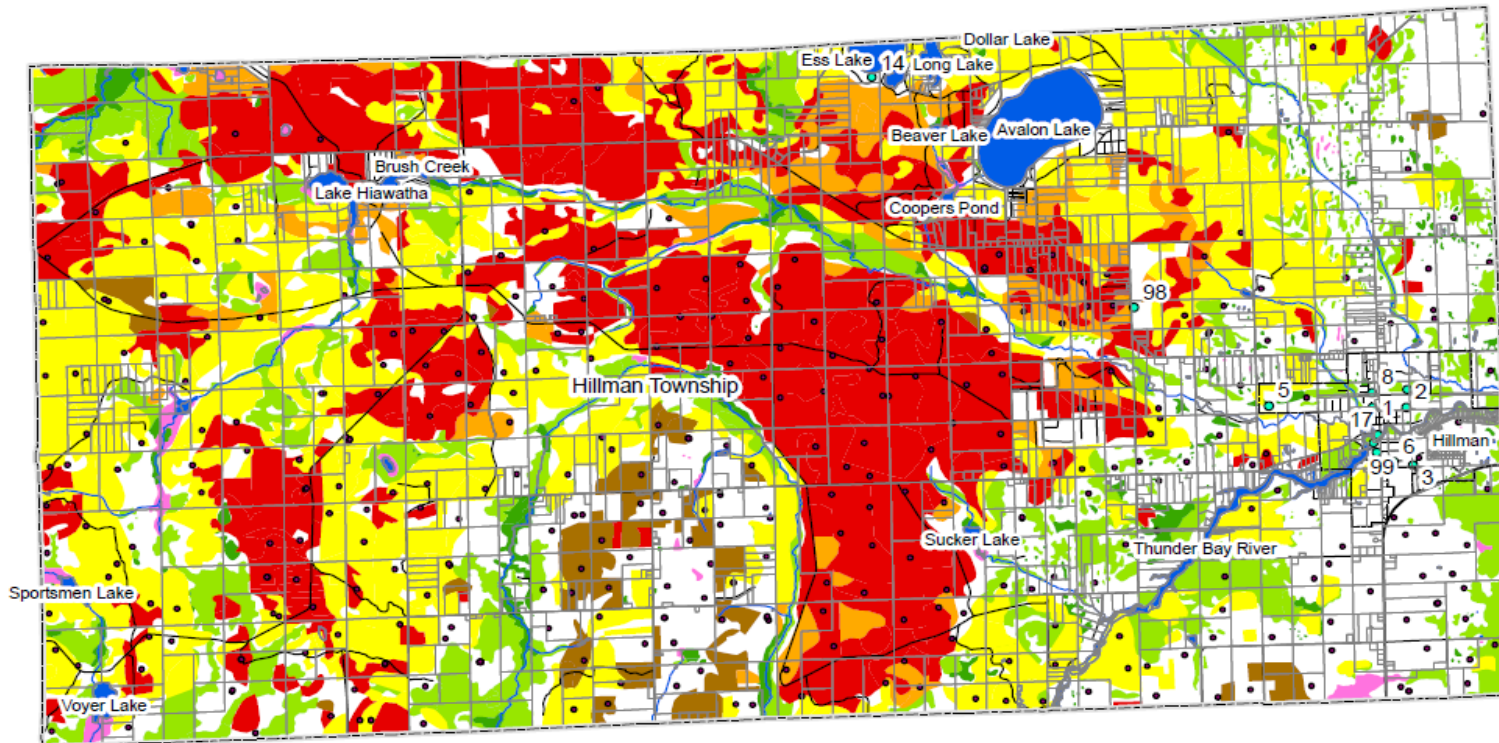 Dollar Lake
Ess Lake
14
Long Lake
Beaver Lake
Avalon Lake
Brush Creek
Lake Hiawatha
Coopers Pond
98
Hillman Township
8
5
2
1
17
6
Hillman
99
3
Sucker Lake
Thunder Bay River
Sportsmen Lake
Voyer Lake